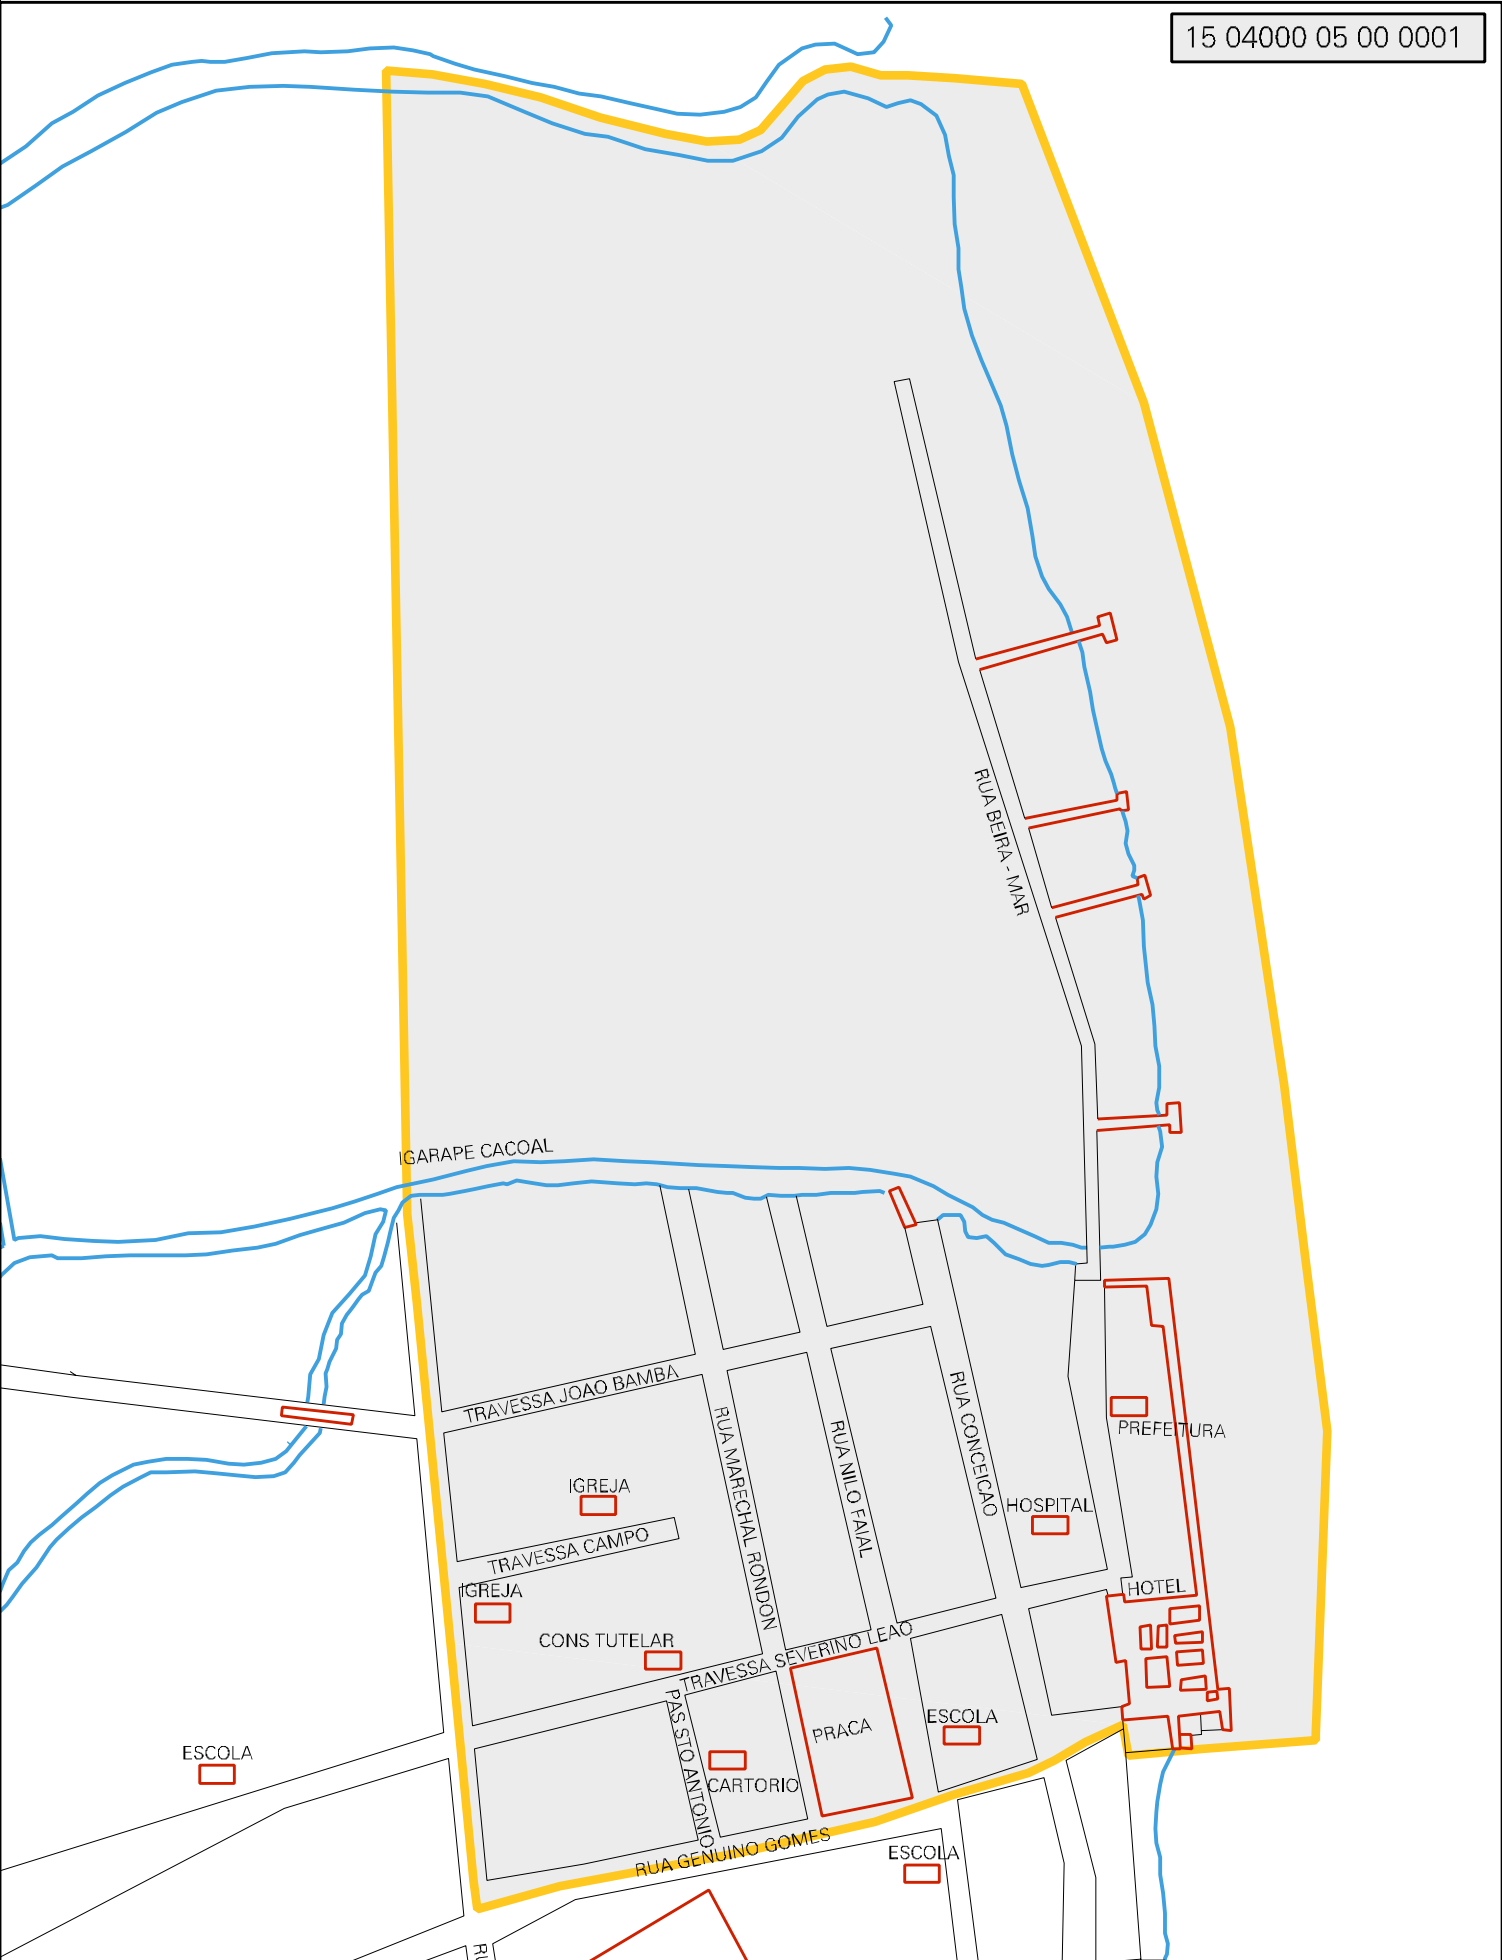 15 04000 05 00 0001
RUA BEIRA - MAR
IGARAPE CACOAL
TRAVESSA JOAO BAMBA
RUA MARECHAL RONDON
RUA NILO FAIAL
RUA CONCEICAO
PREFEITURA
IGREJA
HOSPITAL
TRAVESSA CAMPO
IGREJA
HOTEL
CONS TUTELAR
TRAVESSA SEVERINO LEAO
PAS STO ANTONIO
PRACA
ESCOLA
ESCOLA
CARTORIO
RUA GENUINO GOMES
ESCOLA